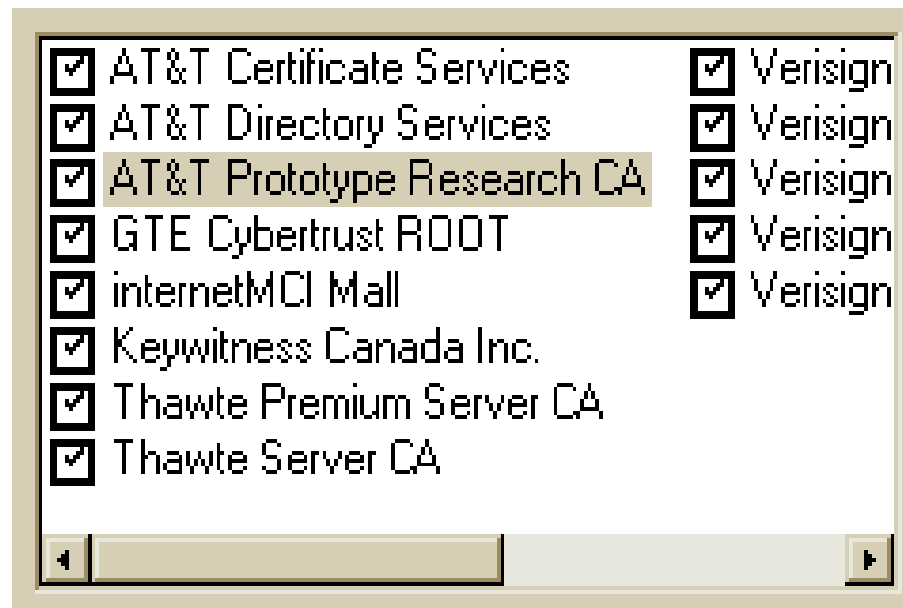 AT&T Certificate Services
AT&T Directory Services
AT&T Prototype Research CA
GTE Cybertrust ROOT
internetMCI Mall
Keywitness Canada Inc.
Thawte Premium Server CA
Thawte Server CA
Verisign
Verisign
Verisign
Verisign
Verisign